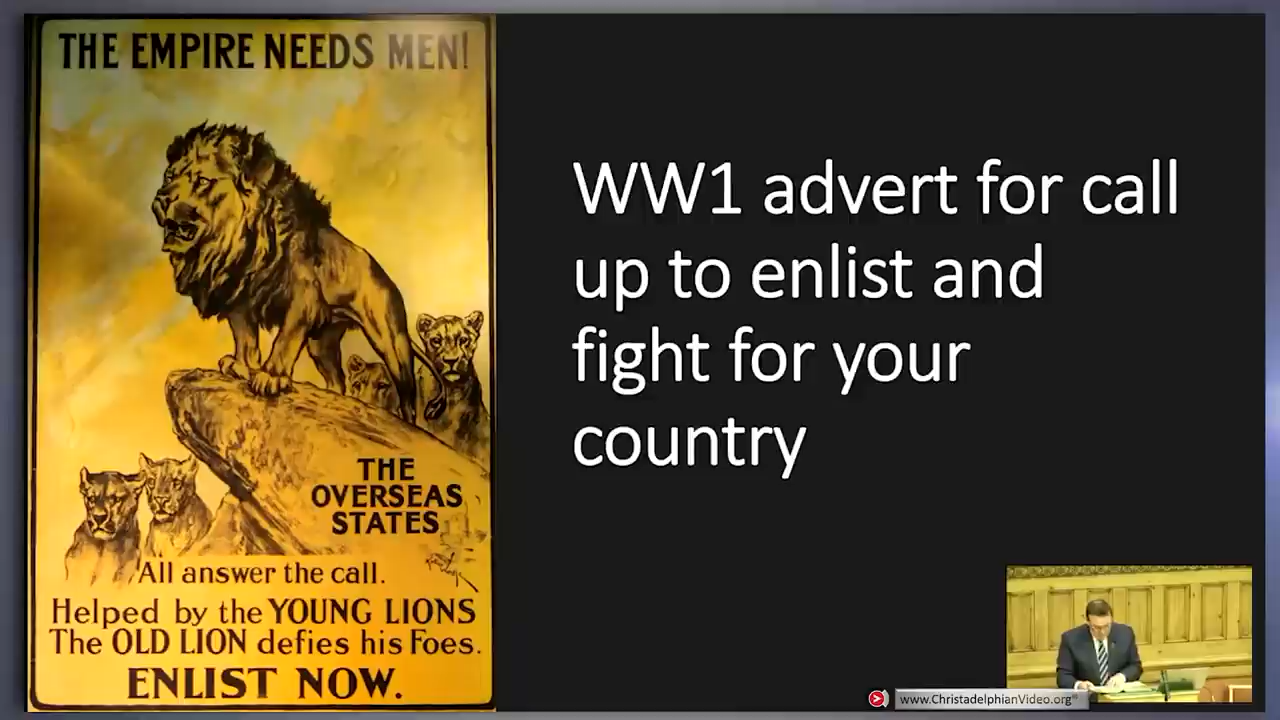 THE EMPIRE NEEDS MEN!
THE
OVERSEAS
STATES
All answer the call.
Helped by the YOUNG LIONS
The OLD LION defies his Foes.
ENLIST NOW.
WW1 advert for call
up to enlist and
fight for your
country
www.ChristadelphianVideo.org